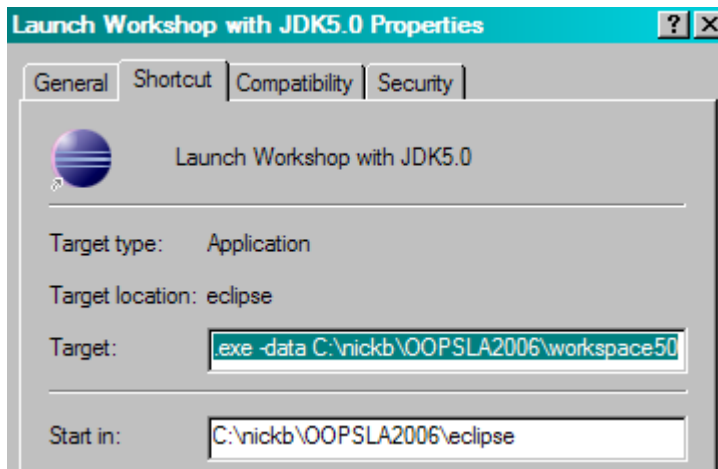 Launch Workshop with JDK5.0 Properties ? X
General Shortcut Compatibility Security
Launch Workshop with JDK5.0
Target type: Application
Target location: eclipse
Target: .exe -data C:\nickb\OOPSLA2006\workspace50
Start in: C:\nickb\OOPSLA2006\eclipse